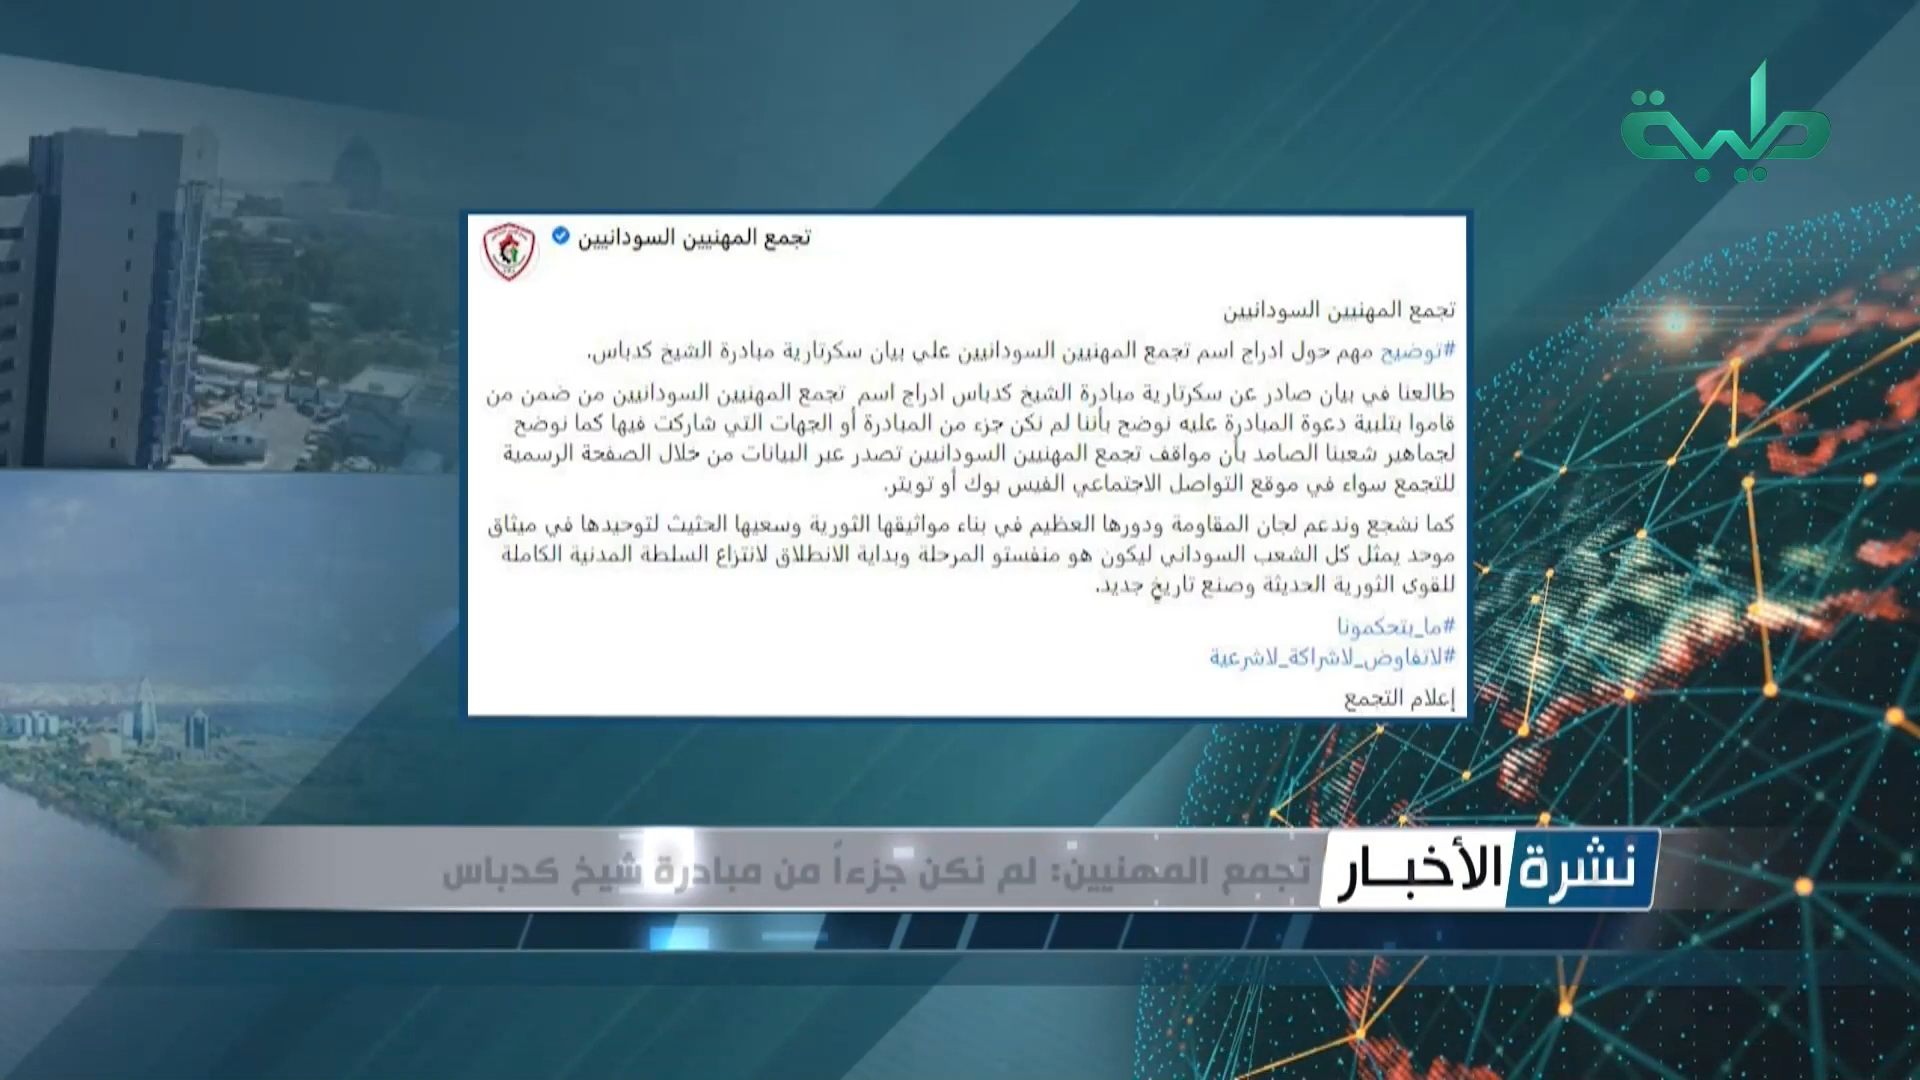 طيبة
تجمع المهنيين السودانيين
تجمع المهنيين السودانيين
#توضيح مهم حول ادراج اسم تجمع المهنيين السودانيين علي بيان سكرتارية مبادرة الشيخ كدباس.
طالعنا في بيان صادر عن سكرتارية مبادرة الشيخ كدباس ادراج اسم تجمع المهنيين السودانيين من ضمن من
قاموا بتلبية دعوة المبادرة عليه نوضح بأننا لم نكن جزء من المبادرة أو الجهات التي شاركت فيها كما نوضح
لجماهير شعبنا الصامد بأن مواقف تجمع المهنيين السودانيين تصدر عبر البيانات من خلال الصفحة الرسمية
للتجمع سواء في موقع التواصل الاجتماعي الفيس بوك أو تويتر.
كما نشجع وندعم لجان المقاومة ودورها العظيم في بناء مواثيقها الثورية وسعيها الحثيث لتوحيدها في ميثاق
موحد يمثل كل الشعب السوداني ليكون هو منفستو المرحلة وبداية الانطلاق لانتزاع السلطة المدنية الكاملة
للقوى الثورية الحديثة وصنع تاريخ جديد.
#ما_يتحكمونا
#لاتفاوض_لاشراكة_لاشرعية
إعلام التجمع
نشرة الأخبار
تجمع المهنيين: لم نكن جزءاً من مبادرة شيخ كدباس